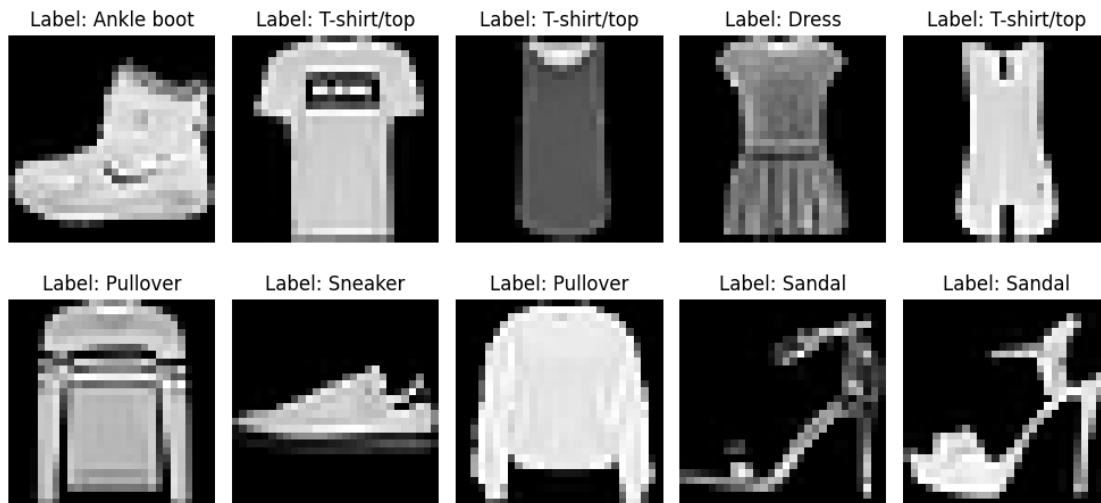 Label: Ankle boot
Label: T-shirt/top
Label: T-shirt/top
Label: Dress
Label: T-shirt/top
Label: Pullover
Label: Sneaker
Label: Pullover
Label: Sandal
Label: Sandal